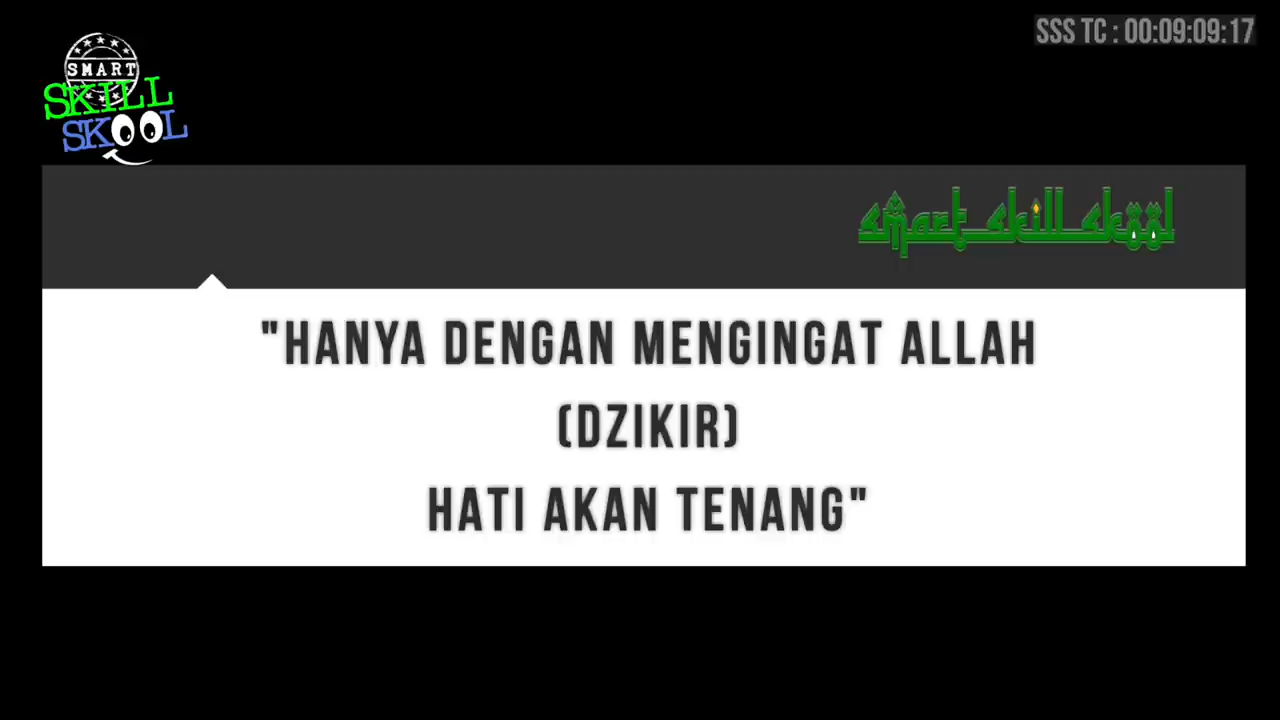 SSS TC : 00:09:09:17
SMART
SKILL
SKOOL
smart skill skool
"HANYA DENGAN MENGINGAT ALLAH
(DZIKIR)
HATI AKAN TENANG"